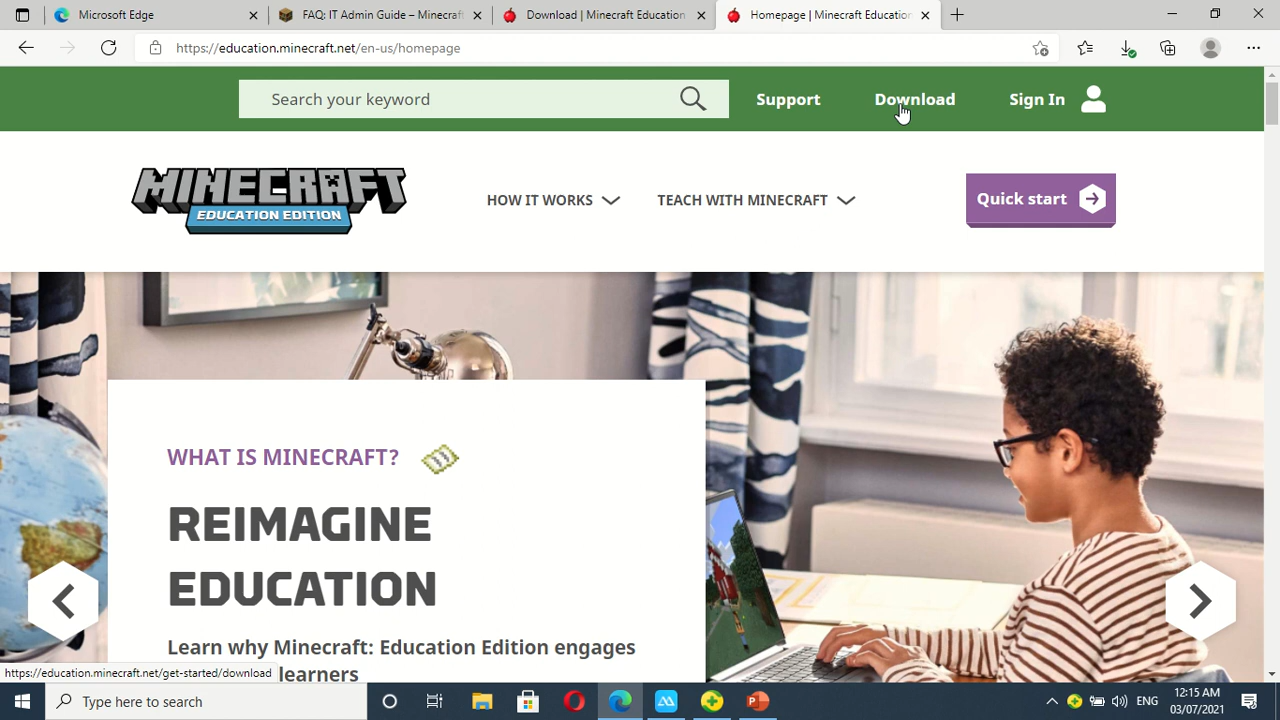 Microsoft Edge
FAQ: IT Admin Guide – Minecraf
Download | Minecraft Education
Homepage | Minecraft Education
https://education.minecraft.net/en-us/homepage
Search your keyword
Support
Download
Sign In
MINECRAFT
EDUCATION EDITION
HOW IT WORKS
TEACH WITH MINECRAFT
Quick start
WHAT IS MINECRAFT?
REIMAGINE
EDUCATION
Learn why Minecraft: Education Edition engages
learners
https://education.minecraft.net/get-started/download
Type here to search
ENG
12:15 AM
03/07/2021